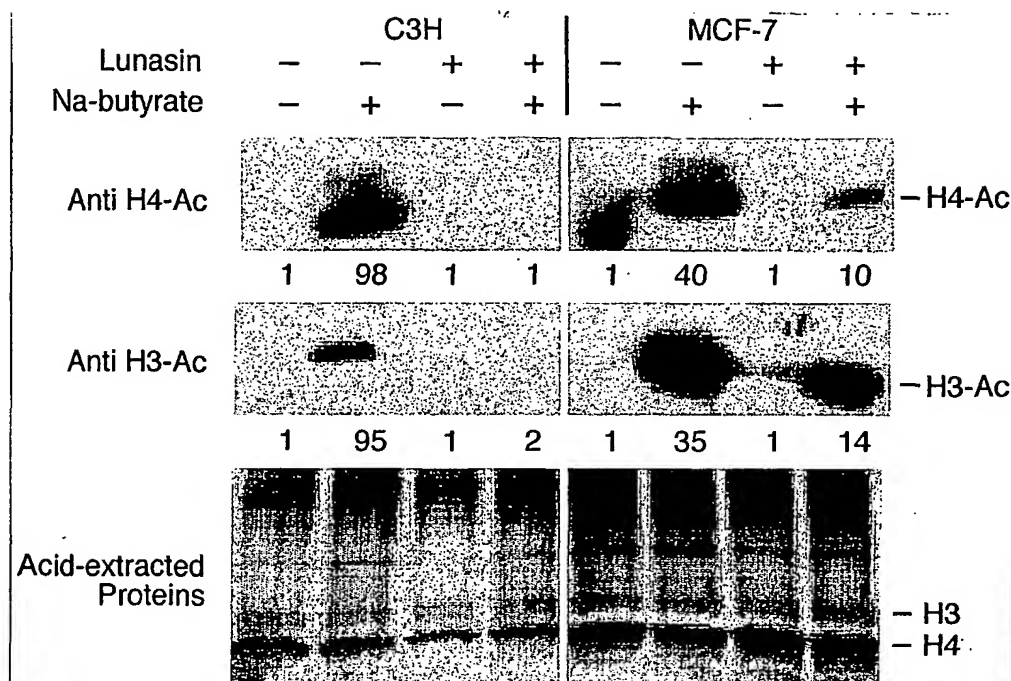 C3H MCF-7
Lunasin − − + + − − + +
Na-butyrate − + − + − + − +
Anti H4-Ac − H4-Ac
1 98 1 1 1 40 1 10
Anti H3-Ac − H3-Ac
1 95 1 2 1 35 1 14
Acid-extracted
Proteins
− H3
− H4